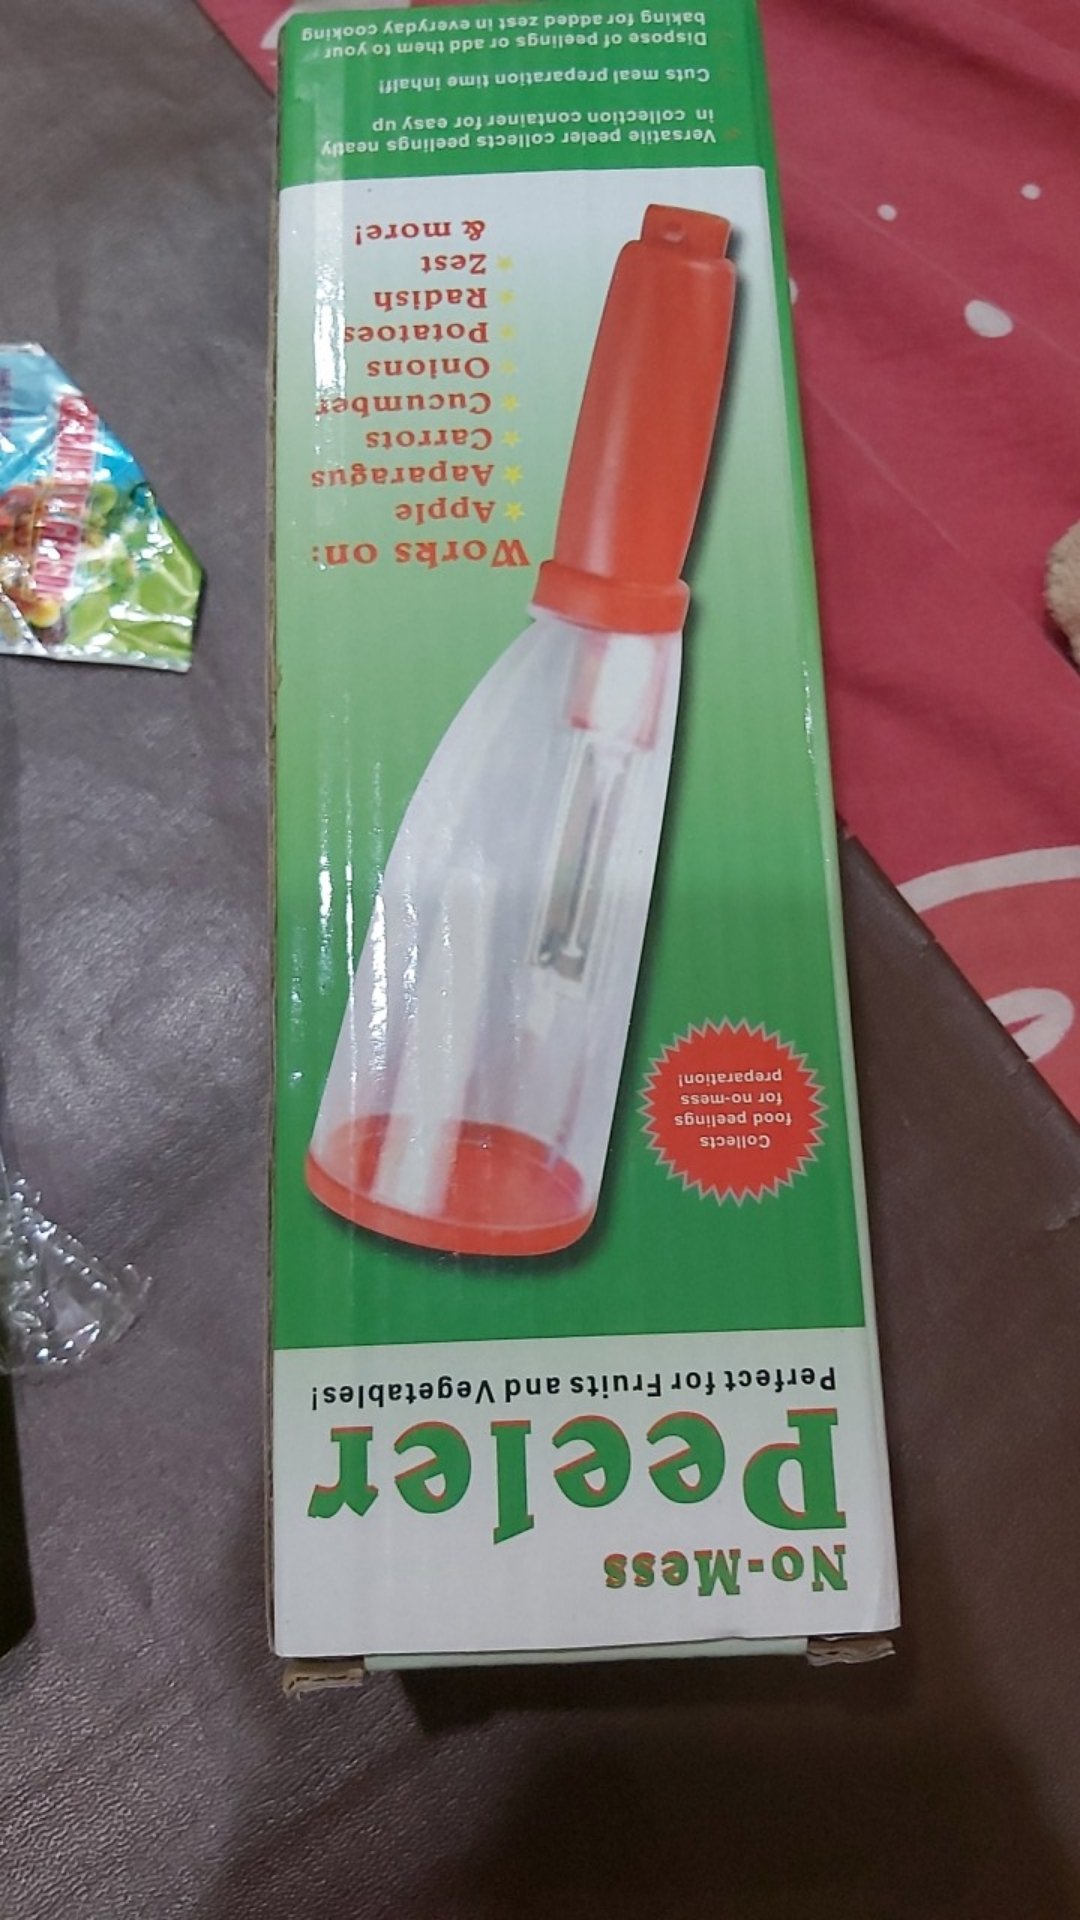 No-Mess
Peeler
Perfect for Fruits and Vegetables!
Collects
food peelings
for no-mess
preparation!
Works on:
Apple
Aaparagus
Carrots
Cucumber
Onions
Potatoes
Radish
Zest
& more!
Versatile peeler collects peelings neatly
in collection container for easy up
Cuts meal preparation time inhalf!
Dispose of peelings or add them to your
baking for added zest in everyday cooking